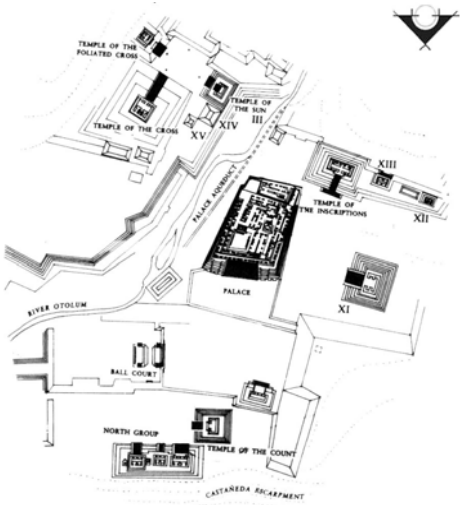 TEMPLE OF THE
FOLIATED CROSS
TEMPLE OF THE CROSS
TEMPLE OF
THE SUN
XV
XIV
III
PALACE AQUEDUCT
XIII
XII
TEMPLE OF
THE INSCRIPTIONS
XI
PALACE
RIVER OTOLUM
BALL COURT
NORTH GROUP
TEMPLE OF THE COUNT
CASTAÑEDA ESCARPMENT